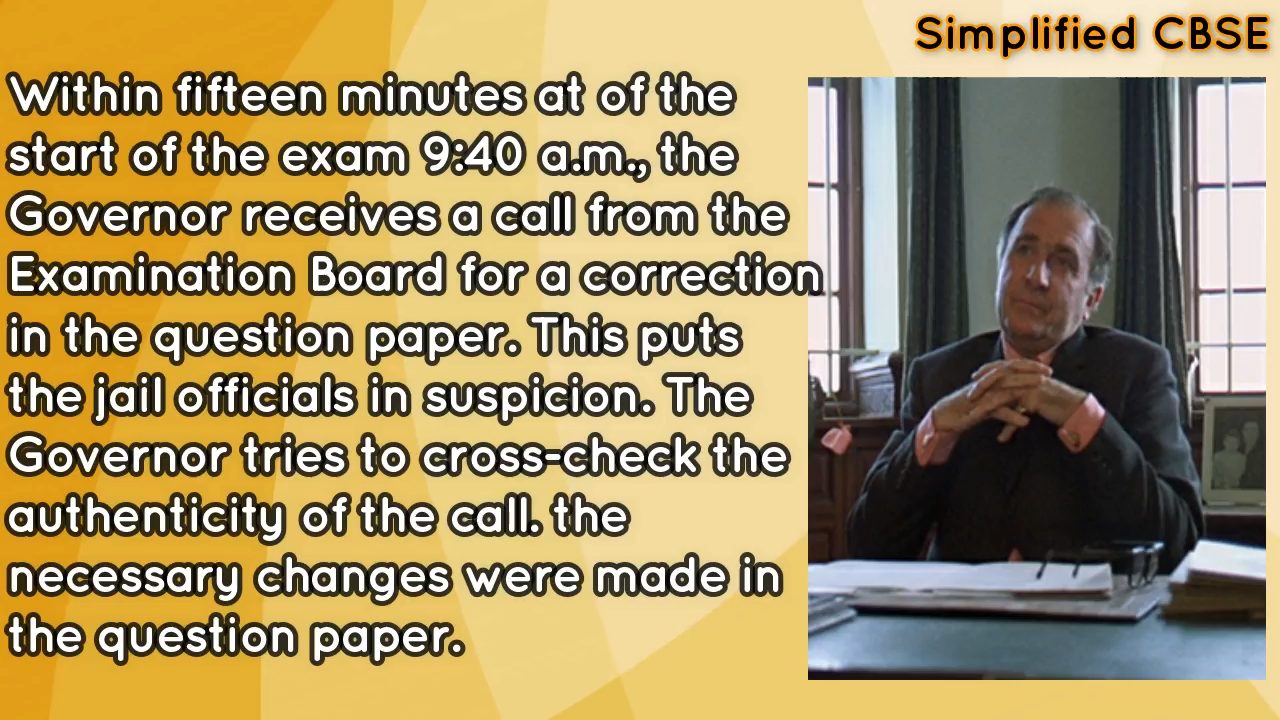 Simplified CBSE
Within fifteen minutes at of the
start of the exam 9:40 a.m., the
Governor receives a call from the
Examination Board for a correction
in the question paper. This puts
the jail officials in suspicion. The
Governor tries to cross-check the
authenticity of the call. the
necessary changes were made in
the question paper.